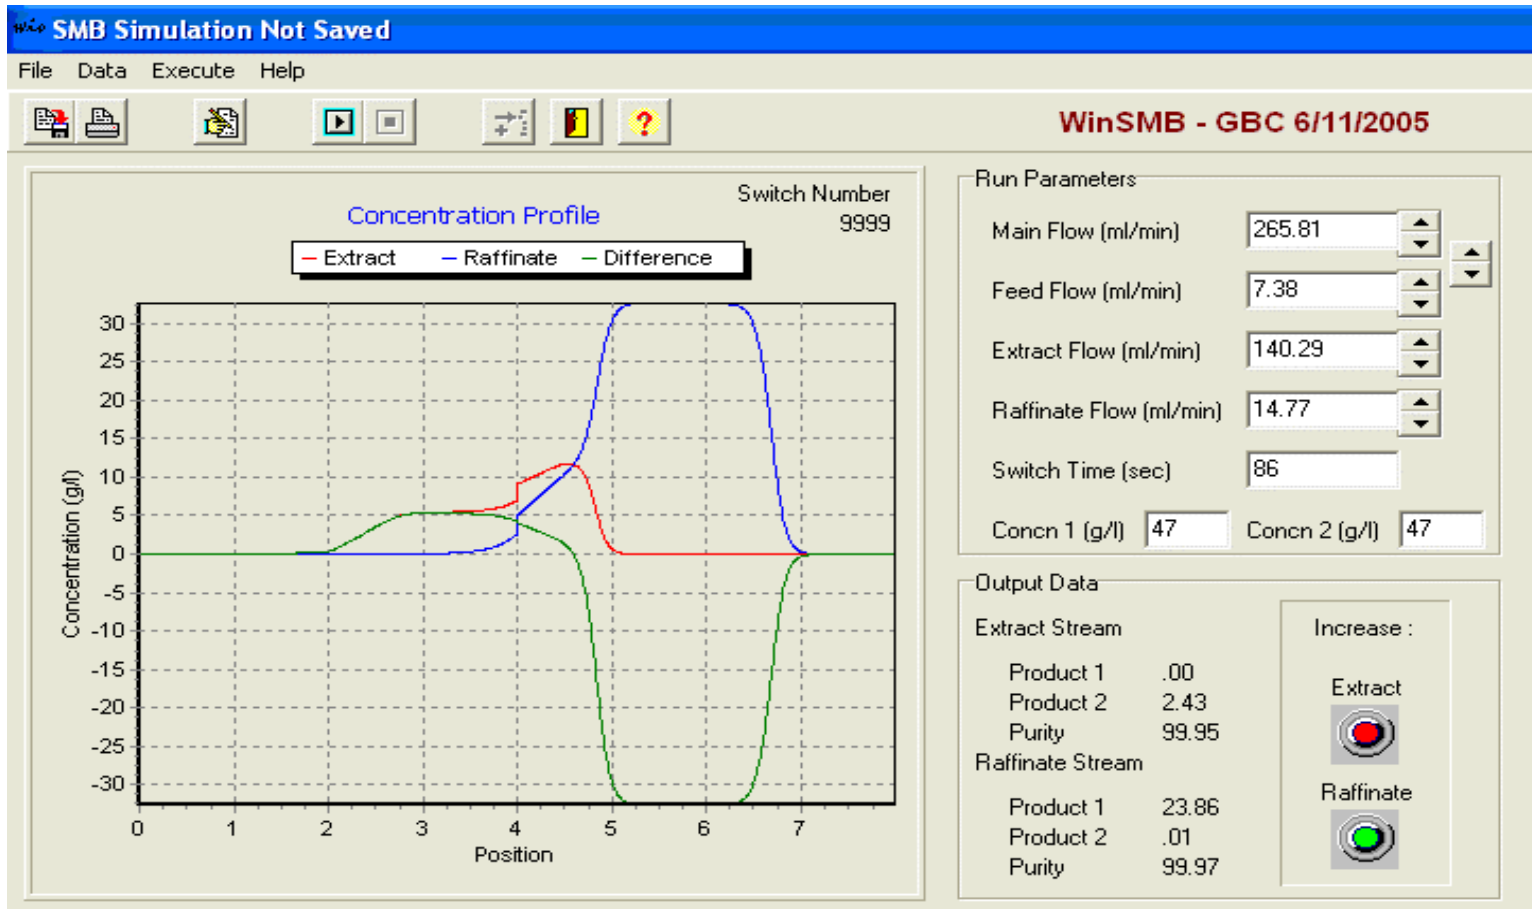 SMB Simulation Not Saved
File Data Execute Help
WinSMB - GBC 6/11/2005
Switch Number
9999
Concentration Profile
Extract Raffinate Difference
Concentration (g/l)
30
25
20
15
10
5
0
-5
-10
-15
-20
-25
-30
0 1 2 3 4 5 6 7
Position
Run Parameters
Main Flow (ml/min) 265.81
Feed Flow (ml/min) 7.38
Extract Flow (ml/min) 140.29
Raffinate Flow (ml/min) 14.77
Switch Time (sec) 86
Concn 1 (g/l) 47 Concn 2 (g/l) 47
Output Data
Extract Stream
Product 1 .00
Product 2 2.43
Purity 99.95
Raffinate Stream
Product 1 23.86
Product 2 .01
Purity 99.97
Increase :
Extract
Raffinate